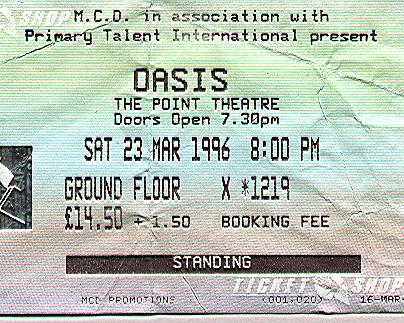 SHOP
M.C.D. in association with
Primary Talent International present
OASIS
THE POINT THEATRE
Doors Open 7.30pm
SAT 23 MAR 1996 8:00 PM
GROUND FLOOR X *1219
£14.50 + 1.50 BOOKING FEE
STANDING
TICKET SHOP
MCD PROMOTIONS (001,020) 16-MAR-